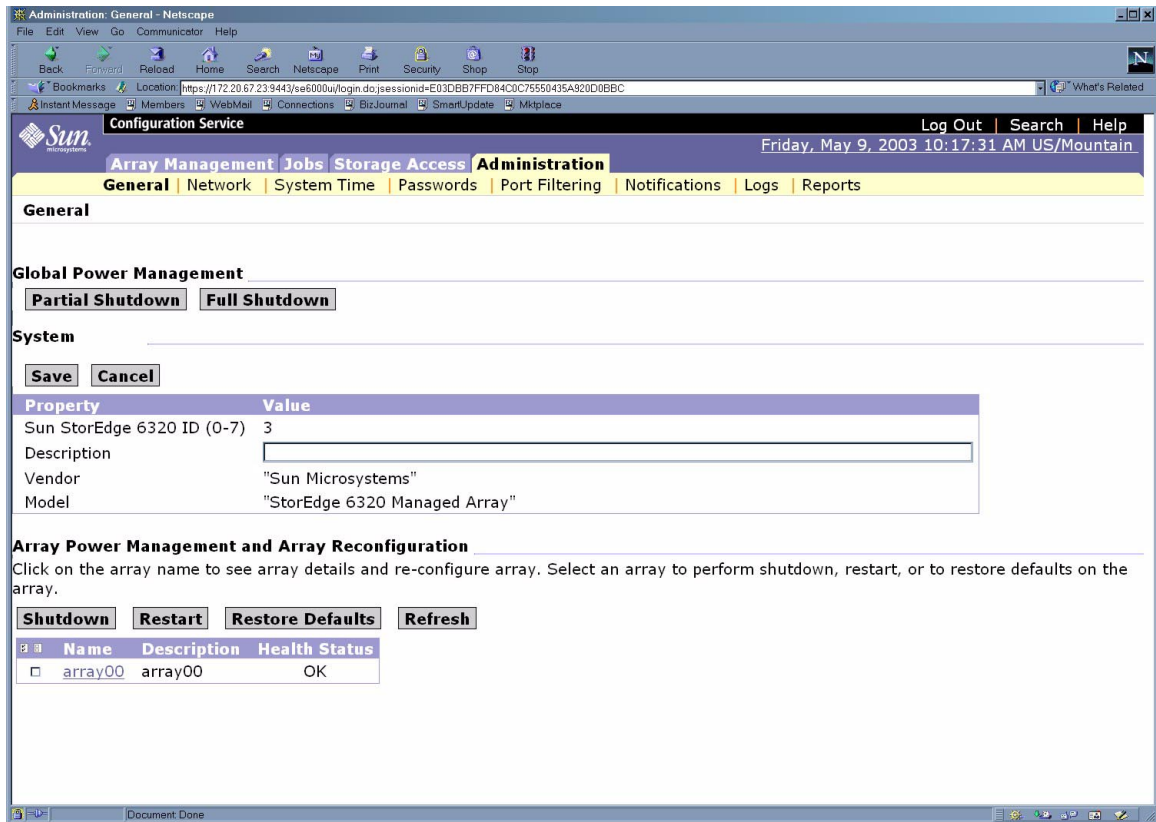 Administration: General - Netscape
File Edit View Go Communicator Help
Back Forward Reload Home Search Netscape Print Security Shop Stop
Bookmarks Location: https://172.20.67.23:9443/se6000ui/login.do;jsessionid=E03DBB7FFD84C0C75550435A920D0BBC What's Related
Instant Message Members WebMail Connections BizJournal SmartUpdate Mktplace
Sun microsystems
Configuration Service
Log Out | Search | Help
Friday, May 9, 2003 10:17:31 AM US/Mountain
Array Management Jobs Storage Access Administration
General | Network | System Time | Passwords | Port Filtering | Notifications | Logs | Reports
General
Global Power Management
Partial Shutdown Full Shutdown
System
Save Cancel
Property Value
Sun StorEdge 6320 ID (0-7) 3
Description
Vendor "Sun Microsystems"
Model "StorEdge 6320 Managed Array"
Array Power Management and Array Reconfiguration
Click on the array name to see array details and re-configure array. Select an array to perform shutdown, restart, or to restore defaults on the
array.
Shutdown Restart Restore Defaults Refresh
Name Description Health Status
array00 array00 OK
Document Done